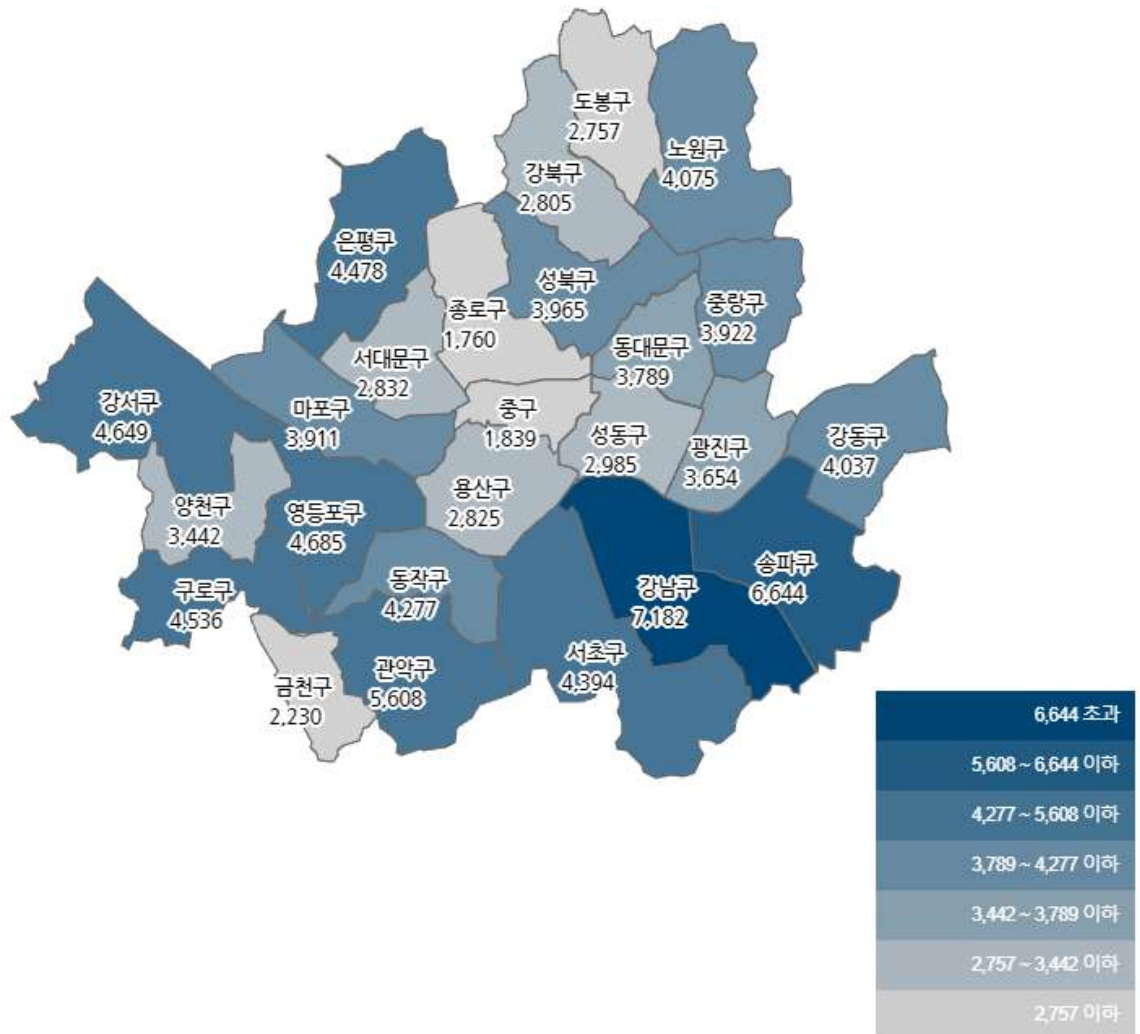 도봉구
2,757
노원구
4,075
강북구
2,805
은평구
4,478
성북구
3,965
종로구
1,760
중랑구
3,922
동대문구
3,789
서대문구
2,832
강서구
4,649
마포구
3,911
중구
1,839
성동구
2,985
광진구
3,654
강동구
4,037
양천구
3,442
영등포구
4,685
용산구
2,825
구로구
4,536
동작구
4,277
강남구
7,182
송파구
6,644
금천구
2,230
관악구
5,608
서초구
4,394
6,644 초과
5,608 ~ 6,644 이하
4,277 ~ 5,608 이하
3,789 ~ 4,277 이하
3,442 ~ 3,789 이하
2,757 ~ 3,442 이하
2,757 이하